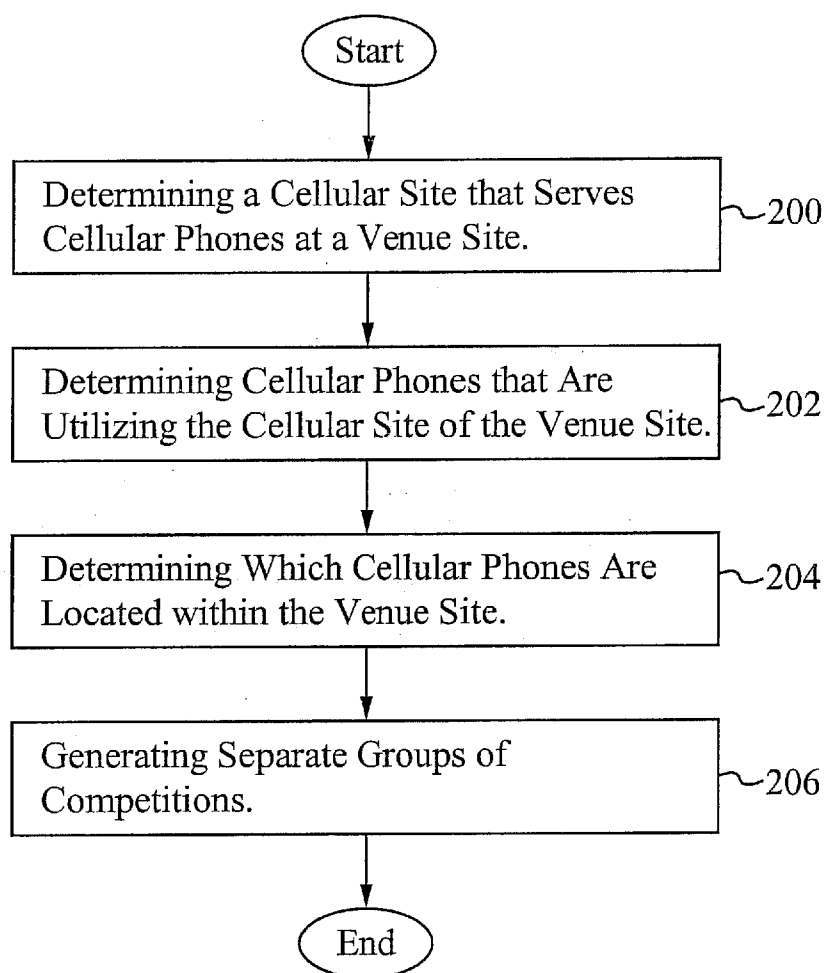 Start
Determining a Cellular Site that Serves
Cellular Phones at a Venue Site.
200
Determining Cellular Phones that Are
Utilizing the Cellular Site of the Venue Site.
202
Determining Which Cellular Phones Are
Located within the Venue Site.
204
Generating Separate Groups of
Competitions.
206
End